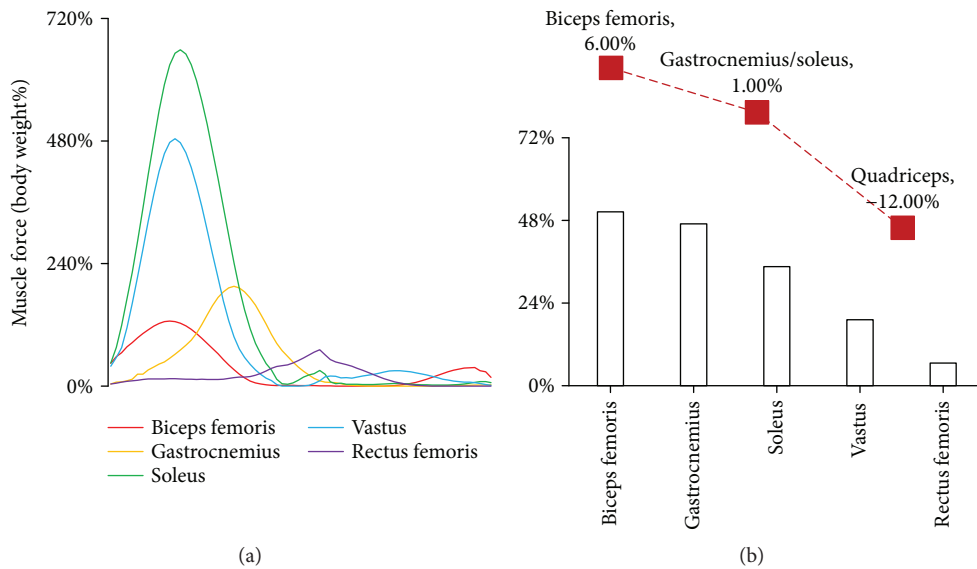 720%
480%
240%
0%
Muscle force (body weight%)
Biceps femoris
Gastrocnemius
Soleus
Vastus
Rectus femoris
(a)
Biceps femoris,
6.00%
Gastrocnemius/soleus,
1.00%
Quadriceps,
−12.00%
72%
48%
24%
0%
Biceps femoris
Gastrocnemius
Soleus
Vastus
Rectus femoris
(b)